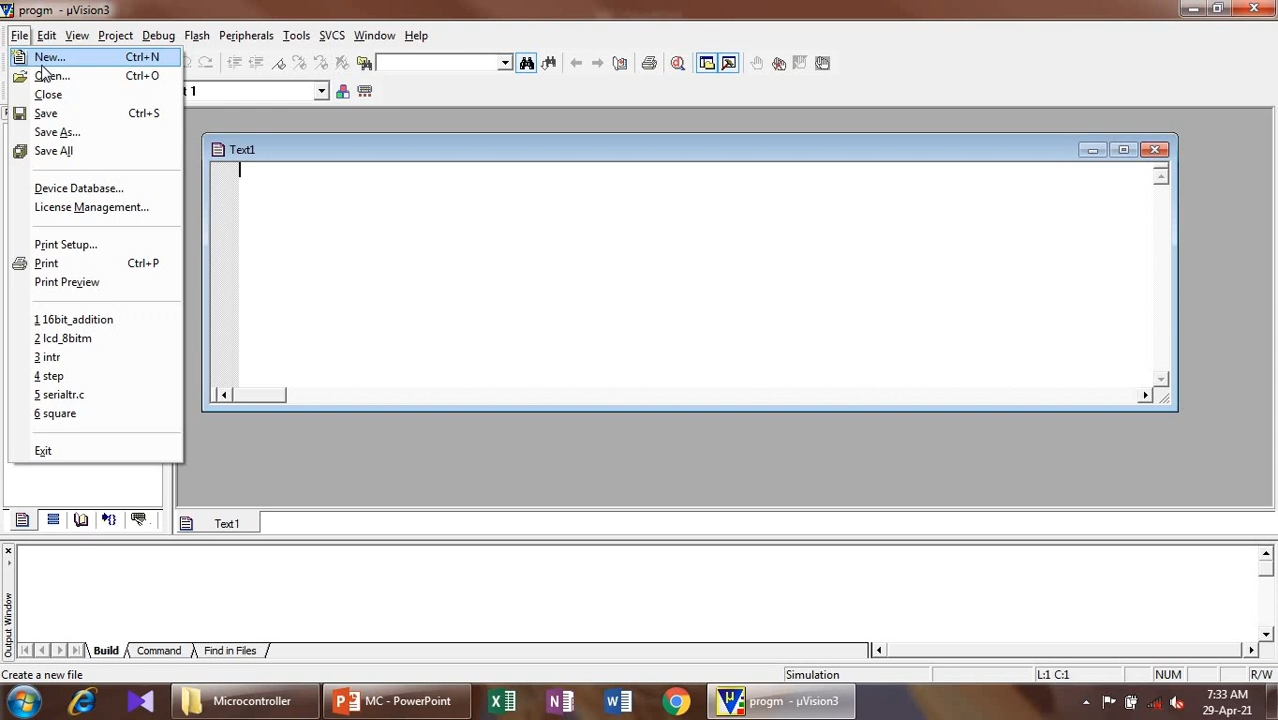 progm - µVision3
File Edit View Project Debug Flash Peripherals Tools SVCS Window Help
New... Ctrl+N
Open... Ctrl+O
t 1
Close
Save Ctrl+S
Save As...
Save All
Text1
Device Database...
License Management...
Print Setup...
Print Ctrl+P
Print Preview
1 16bit_addition
2 lcd_8bitm
3 intr
4 step
5 serialtr.c
6 square
Exit
Text1
Output Window
Build Command Find in Files
Create a new file
Simulation
L:1 C:1
NUM
R/W
Microcontroller
MC - PowerPoint
progm - µVision3
7:33 AM
29-Apr-21